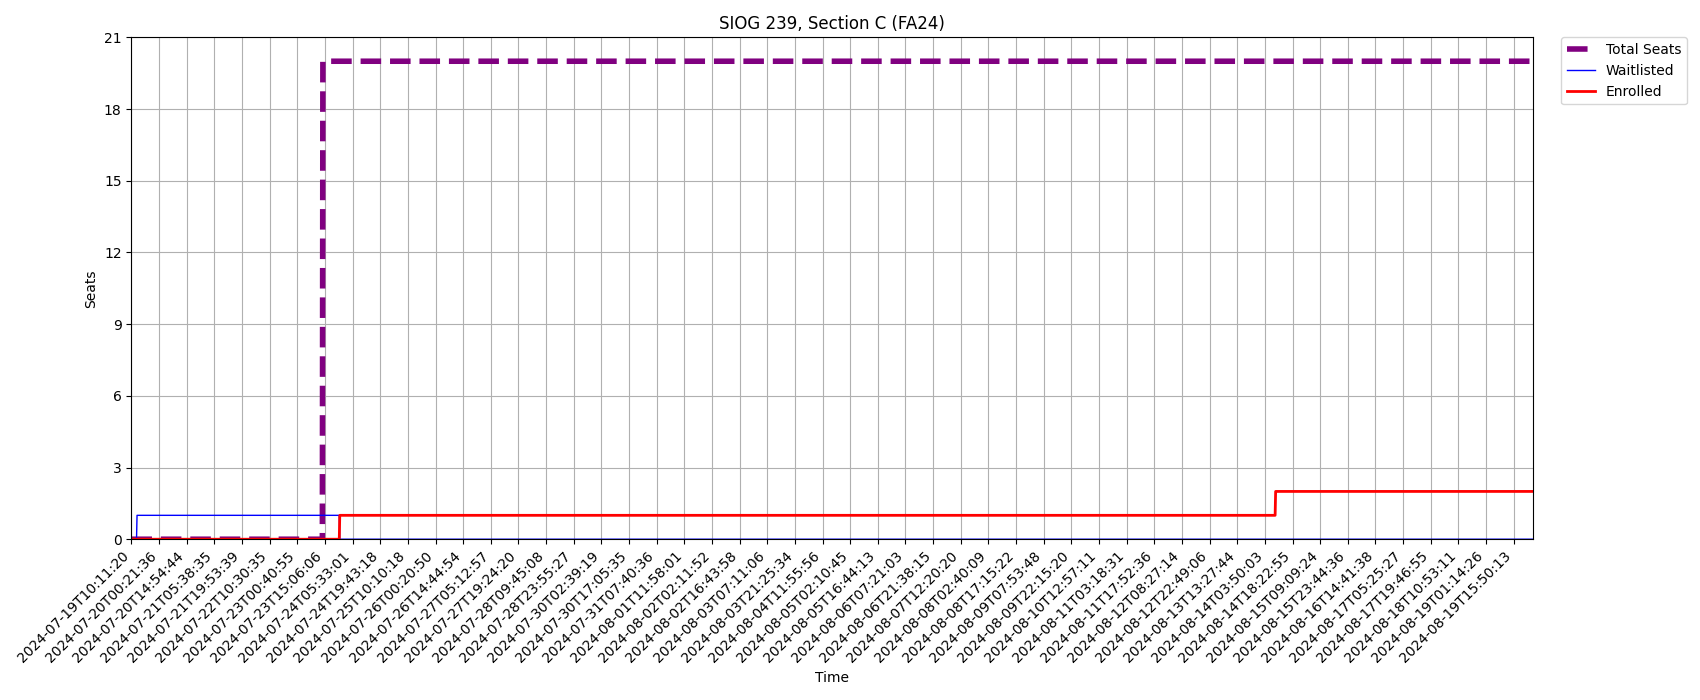 SIOG 239, Section C (FA24)
21
18
15
12
9
6
3
0
Seats
Total Seats
Waitlisted
Enrolled
2024-07-19T10:11:20
2024-07-20T00:21:36
2024-07-20T14:54:44
2024-07-21T05:38:35
2024-07-21T19:53:39
2024-07-22T10:30:35
2024-07-23T00:40:55
2024-07-23T15:06:06
2024-07-24T05:33:01
2024-07-24T19:43:18
2024-07-25T10:10:18
2024-07-26T00:20:50
2024-07-26T14:44:54
2024-07-27T05:12:57
2024-07-27T19:24:20
2024-07-28T09:45:08
2024-07-28T23:55:27
2024-07-30T02:39:19
2024-07-30T17:05:35
2024-07-31T07:40:36
2024-08-01T11:58:01
2024-08-02T02:11:52
2024-08-02T16:43:58
2024-08-03T07:11:06
2024-08-03T21:25:34
2024-08-04T11:55:56
2024-08-05T02:10:45
2024-08-05T16:44:13
2024-08-06T07:21:03
2024-08-06T21:38:15
2024-08-07T12:20:20
2024-08-08T02:40:09
2024-08-08T17:15:22
2024-08-09T07:53:48
2024-08-09T22:15:20
2024-08-10T12:57:11
2024-08-11T03:18:31
2024-08-11T17:52:36
2024-08-12T08:27:14
2024-08-12T22:49:06
2024-08-13T13:27:44
2024-08-14T03:50:03
2024-08-14T18:22:55
2024-08-15T09:09:24
2024-08-15T23:44:36
2024-08-16T14:41:38
2024-08-17T05:25:27
2024-08-17T19:46:55
2024-08-18T10:53:11
2024-08-19T01:14:26
2024-08-19T15:50:13
Time